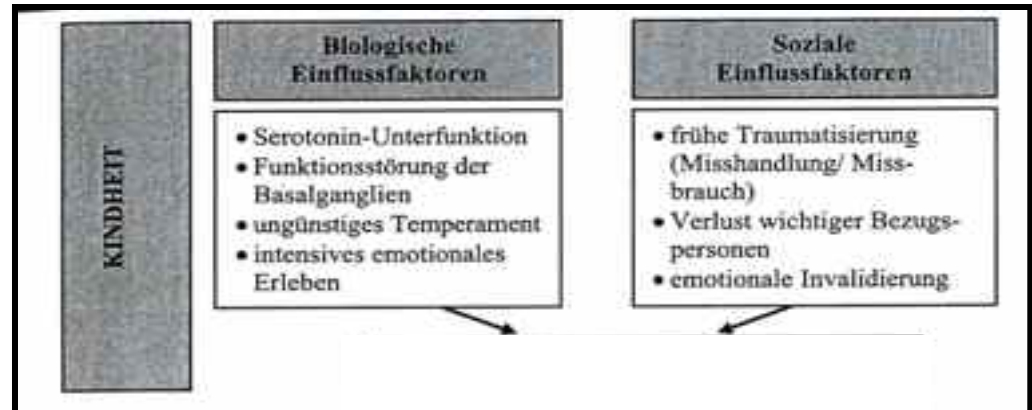 KINDHEIT
Biologische
Einflussfaktoren
• Serotonin-Unterfunktion
• Funktionsstörung der
Basalganglien
• ungünstiges Temperament
• intensives emotionales
Erleben
Soziale
Einflussfaktoren
• frühe Traumatisierung
(Misshandlung/ Miss-
brauch)
• Verlust wichtiger Bezugs-
personen
• emotionale Invalidierung